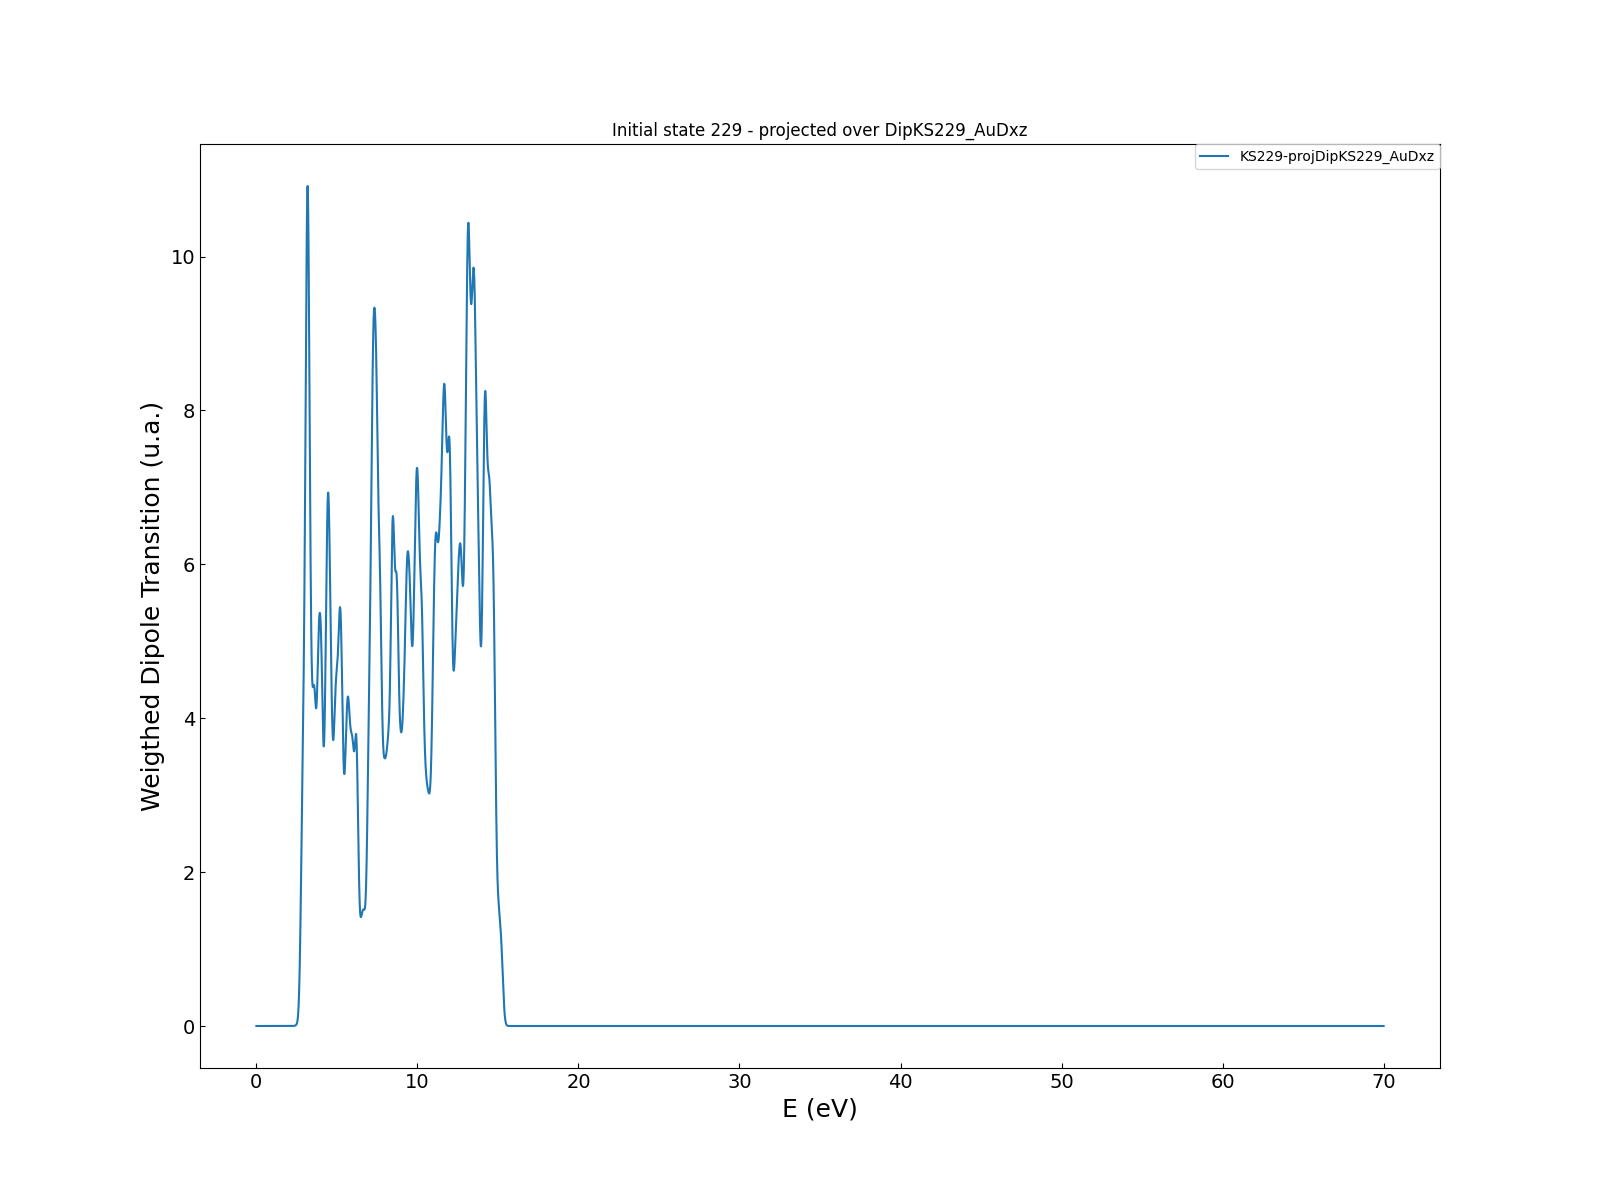 Initial state 229 - projected over DipKS229_AuDxz
KS229-projDipKS229_AuDxz
Weigthed Dipole Transition (u.a.)
10
8
6
4
2
0
0 10 20 30 40 50 60 70
E (eV)